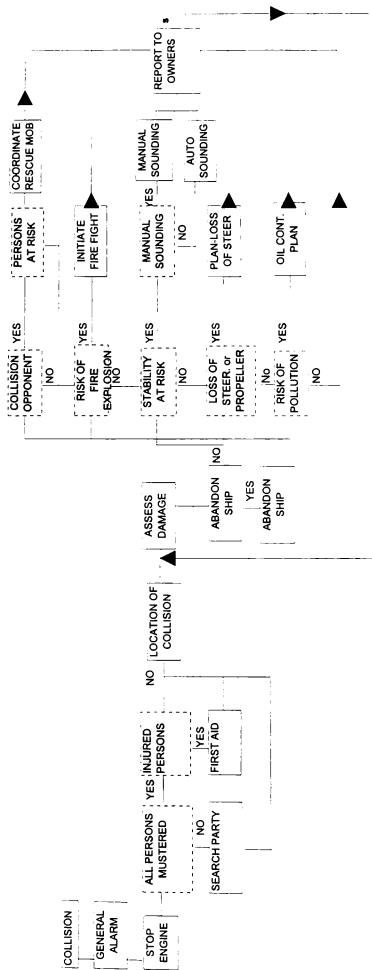 COLLISION
GENERAL
ALARM
STOP
ENGINE
ALL PERSONS
MUSTERED
YES
NO
SEARCH PARTY
INJURED
PERSONS
NO
YES
FIRST AID
LOCATION OF
COLLISION
ASSESS
DAMAGE
ABANDON
SHIP
NO
YES
ABANDON
SHIP
COLLISION
OPPONENT
YES
NO
PERSONS
AT RISK
COORDINATE
RESCUE MOB
RISK OF
FIRE
EXPLOSION
YES
NO
INITIATE
FIRE FIGHT
STABILITY
AT RISK
YES
NO
MANUAL
SOUNDING
YES
NO
MANUAL
SOUNDING
AUTO
SOUNDING
LOSS OF
STEER. or
PROPELLER
YES
No
PLAN-LOSS
OF STEER
RISK OF
POLLUTION
YES
NO
OIL CONT.
PLAN
REPORT TO
OWNERS
s